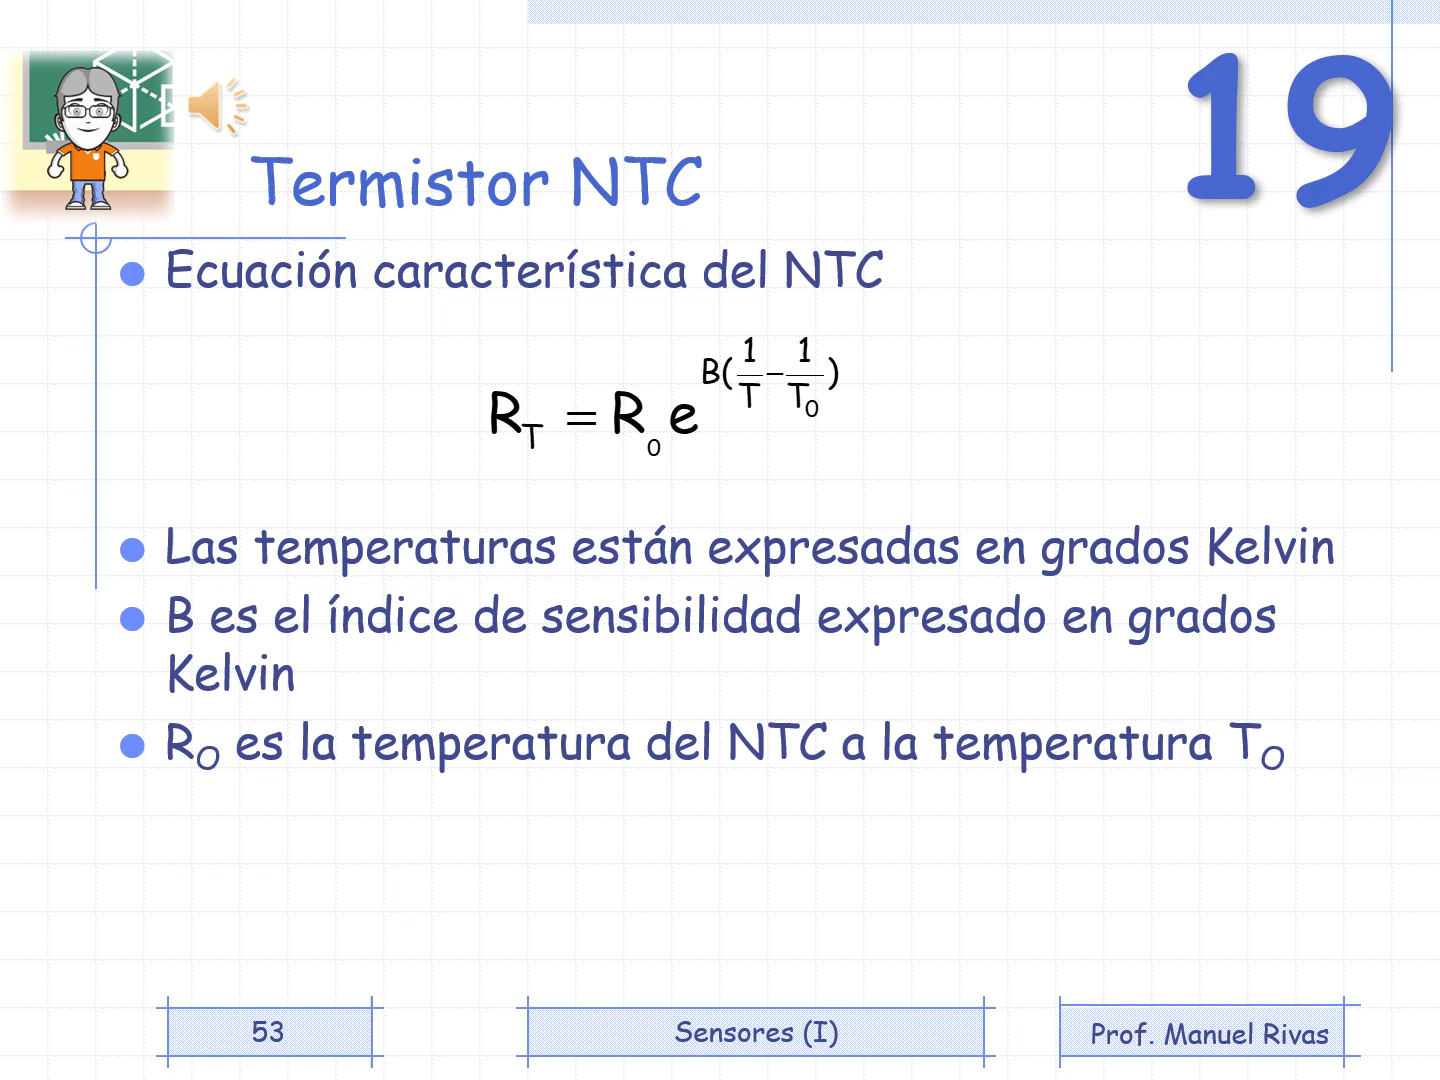 19
Termistor NTC
Ecuación característica del NTC
R_T = R_0 e^{B(\frac{1}{T} - \frac{1}{T_0})}
Las temperaturas están expresadas en grados Kelvin
B es el índice de sensibilidad expresado en grados
Kelvin
R_O es la temperatura del NTC a la temperatura T_O
53
Sensores (I)
Prof. Manuel Rivas